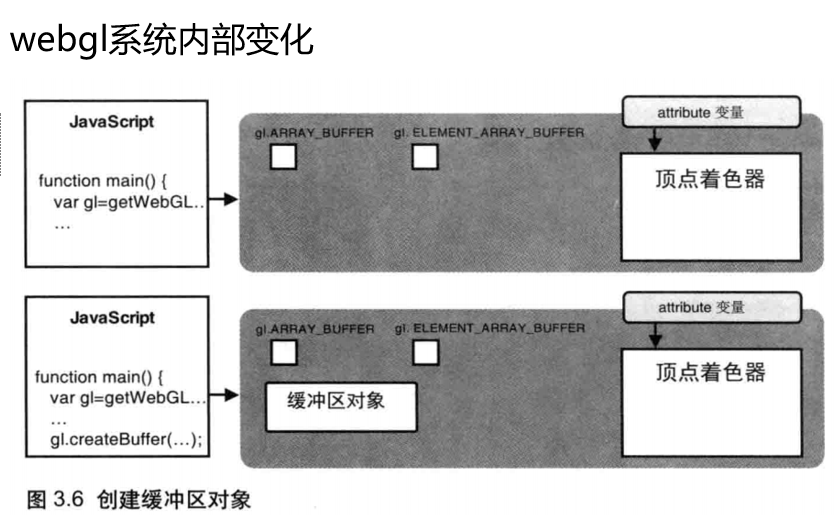 webgl系统内部变化
JavaScript
function main() {
var gl=getWebGL..
...
gl.ARRAY_BUFFER
gl. ELEMENT_ARRAY_BUFFER
attribute 变量
顶点着色器
JavaScript
function main() {
var gl=getWebGL...
...
gl.createBuffer(...);
gl.ARRAY_BUFFER
gl. ELEMENT_ARRAY_BUFFER
缓冲区对象
attribute 变量
顶点着色器
图 3.6 创建缓冲区对象